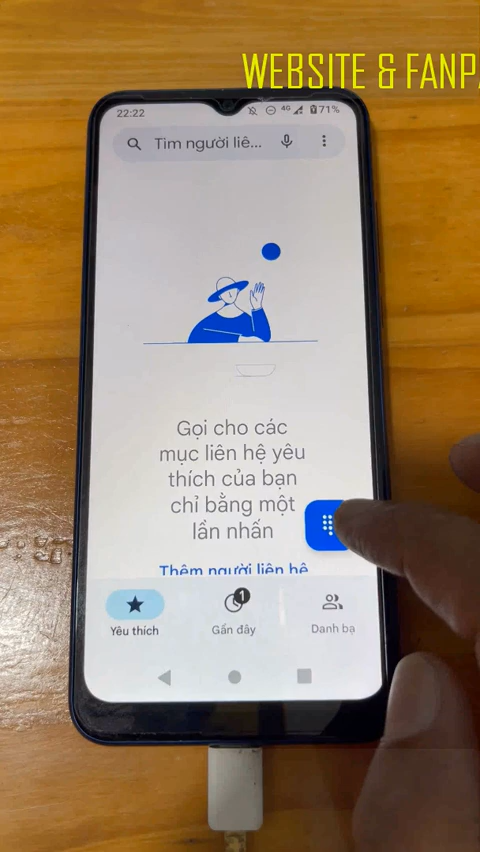 WEBSITE & FANPA
22:22
4G
71%
Tìm người liê...
Gọi cho các
mục liên hệ yêu
thích của bạn
chỉ bằng một
lần nhấn
Thêm người liên hệ
1
Yêu thích
Gần đây
Danh bạ